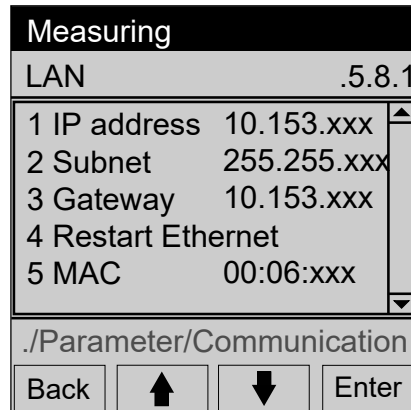 Measuring
LAN .5.8.1
1 IP address 10.153.xxx
2 Subnet 255.255.xxx
3 Gateway 10.153.xxx
4 Restart Ethernet
5 MAC 00:06:xxx
./Parameter/Communication
Back Enter